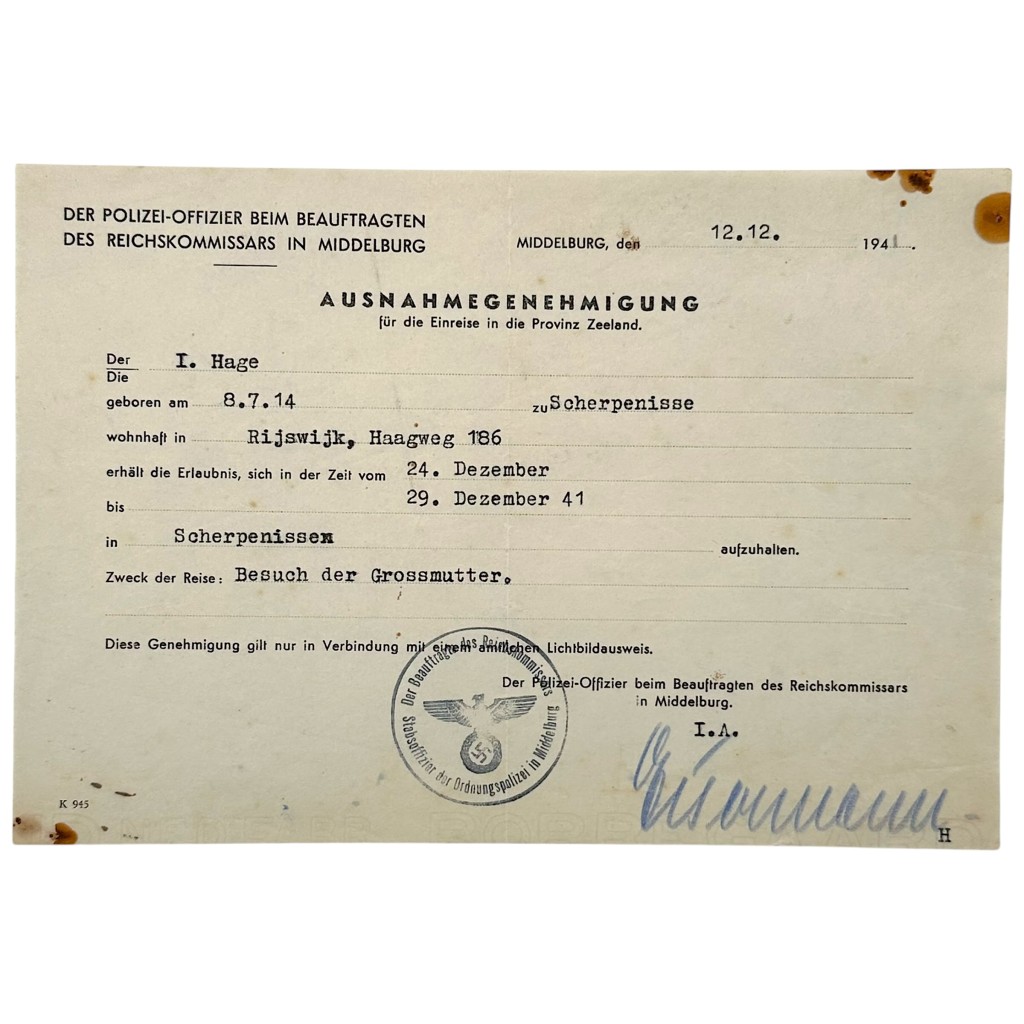 DER POLIZEI-OFFIZIER BEIM BEAUFTRAGTEN
DES REICHSKOMMISSARS IN MIDDELBURG
MIDDELBURG, den 12.12. 1941.
AUSNAHMEGENEHMIGUNG
für die Einreise in die Provinz Zeeland.
Der I. Hage
Die
geboren am 8.7.14 zu Scherpenisse
wohnhaft in Rijswijk, Haagweg 186
erhält die Erlaubnis, sich in der Zeit vom 24. Dezember
bis 29. Dezember 41
in Scherpenissen aufzuhalten.
Zweck der Reise: Besuch der Grossmutter.
Diese Genehmigung gilt nur in Verbindung mit einem amtlichen Lichtbildausweis.
Der Polizei-Offizier beim Beauftragten des Reichskommissars
in Middelburg.
I.A.
Der Beauftragte des Reichskommissars
Stabsoffizier der Ordnungspolizei in Middelburg
K 945
H